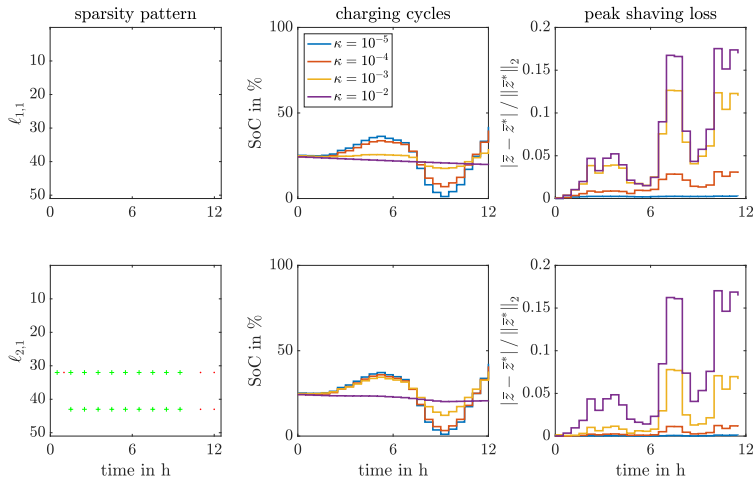 sparsity pattern
charging cycles
peak shaving loss
ℓ1,1
10
20
30
40
50
0
6
12
SoC in %
100
50
0
κ = 10^-5
κ = 10^-4
κ = 10^-3
κ = 10^-2
0
6
12
|z̄ − z̄*| / ||z̄*||2
0.2
0.15
0.1
0.05
0
0
6
12
ℓ2,1
10
20
30
40
50
0
6
12
time in h
SoC in %
100
50
0
0
6
12
time in h
|z̄ − z̄*| / ||z̄*||2
0.2
0.15
0.1
0.05
0
0
6
12
time in h